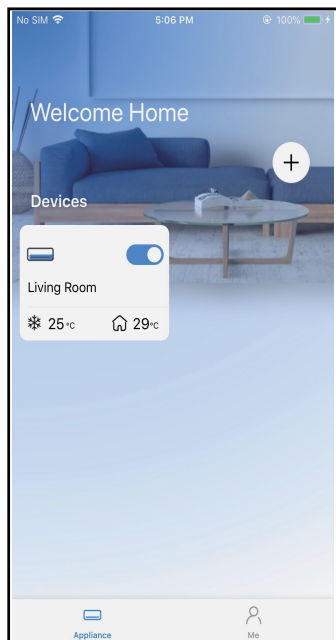 No SIM 5:06 PM 100%
Welcome Home
+
Devices
Living Room
25°C 29°C
Appliance Me